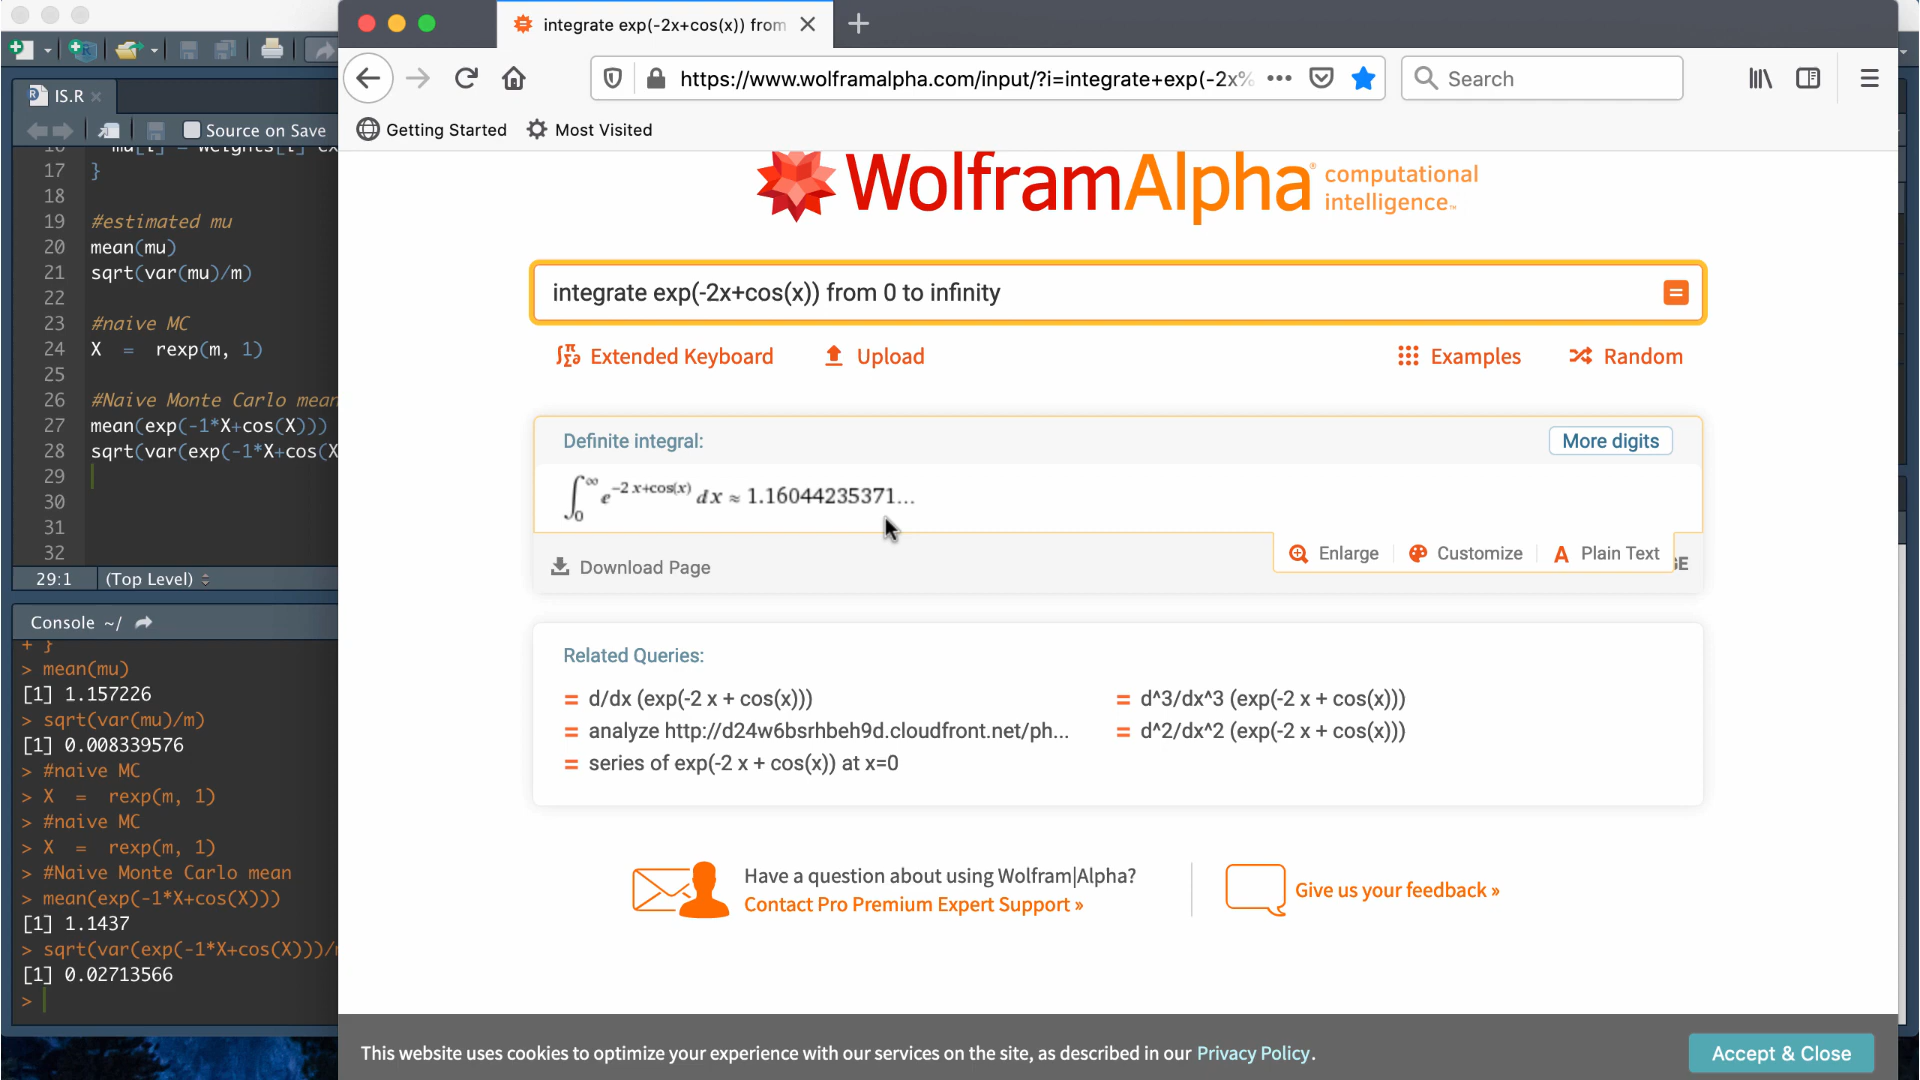 integrate exp(-2x+cos(x)) from
https://www.wolframalpha.com/input/?i=integrate+exp(-2x%
Search
Getting Started
Most Visited
IS.R
Source on Save
17 }
18
19 #estimated mu
20 mean(mu)
21 sqrt(var(mu)/m)
22
23 #naive MC
24 X = rexp(m, 1)
25
26 #Naive Monte Carlo mean
27 mean(exp(-1*X+cos(X)))
28 sqrt(var(exp(-1*X+cos(X
29
30
31
32
29:1 (Top Level)
Console ~/
+ }
> mean(mu)
[1] 1.157226
> sqrt(var(mu)/m)
[1] 0.008339576
> #naive MC
> X = rexp(m, 1)
> #naive MC
> X = rexp(m, 1)
> #Naive Monte Carlo mean
> mean(exp(-1*X+cos(X)))
[1] 1.1437
> sqrt(var(exp(-1*X+cos(X)))/
[1] 0.02713566
>
WolframAlpha computational intelligence™
integrate exp(-2x+cos(x)) from 0 to infinity
Extended Keyboard
Upload
Examples
Random
Definite integral:
More digits
∫₀^∞ e^(-2 x+cos(x)) dx ≈ 1.16044235371...
Enlarge
Customize
A Plain Text
Download Page
Related Queries:
= d/dx (exp(-2 x + cos(x)))
= d^3/dx^3 (exp(-2 x + cos(x)))
= analyze http://d24w6bsrhbeh9d.cloudfront.net/ph...
= d^2/dx^2 (exp(-2 x + cos(x)))
= series of exp(-2 x + cos(x)) at x=0
Have a question about using Wolfram|Alpha?
Contact Pro Premium Expert Support »
Give us your feedback »
This website uses cookies to optimize your experience with our services on the site, as described in our Privacy Policy.
Accept & Close